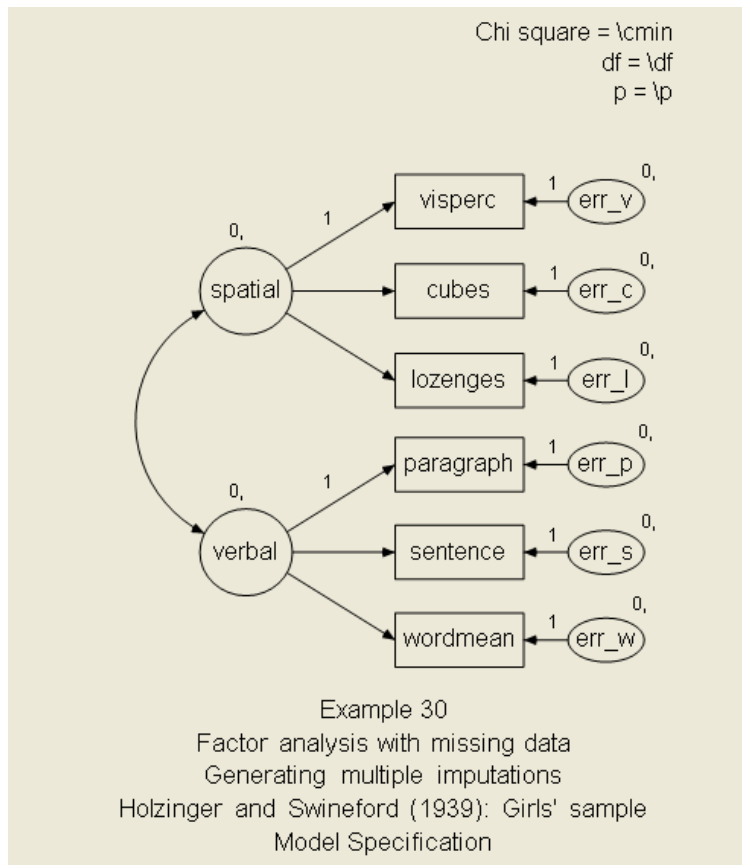 Chi square = \cmin
df = \df
p = \p
0,
1
visperc
1
err_v
0,
spatial
cubes
1
err_c
0,
lozenges
1
err_l
0,
0,
1
paragraph
1
err_p
0,
verbal
sentence
1
err_s
0,
wordmean
1
err_w
0,
Example 30
Factor analysis with missing data
Generating multiple imputations
Holzinger and Swineford (1939): Girls' sample
Model Specification